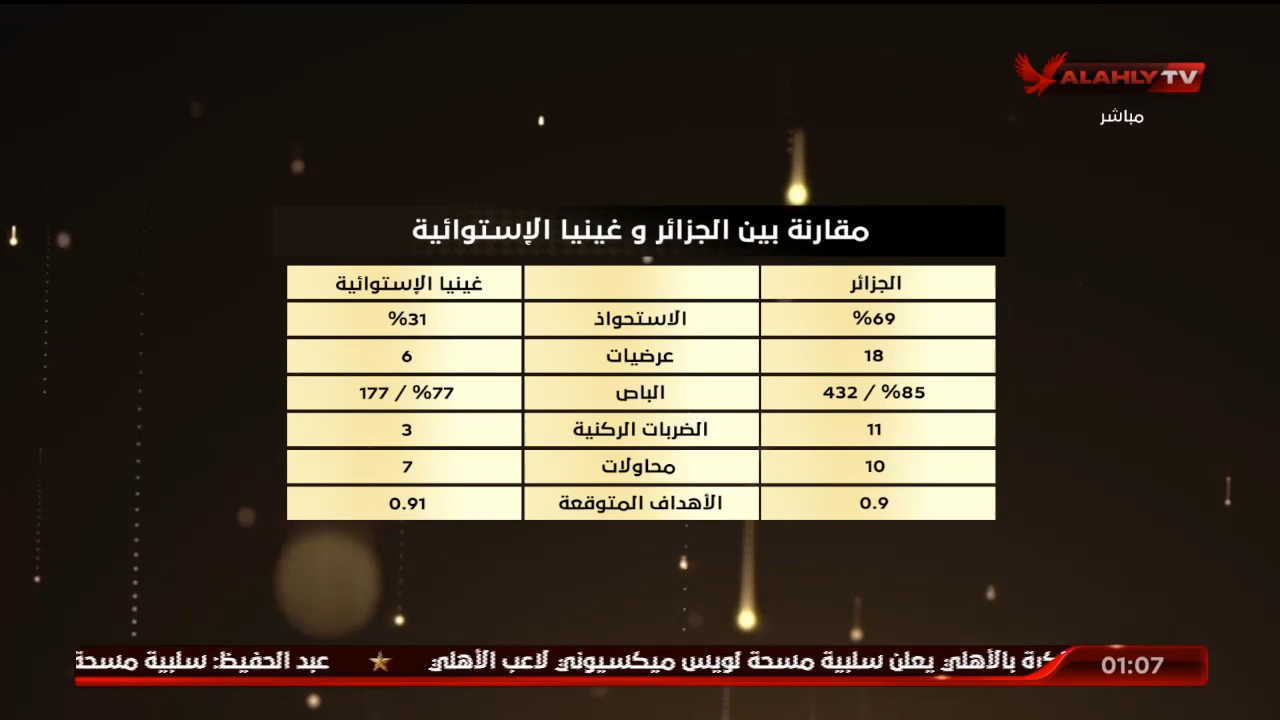 ALAHLY TV
مباشر
مقارنة بين الجزائر و غينيا الإستوائية
الجزائر غينيا الإستوائية
%69 الاستحواذ %31
18 عرضيات 6
432 / %85 الباص 177 / %77
11 الضربات الركنية 3
10 محاولات 7
0.9 الأهداف المتوقعة 0.91
بالأهلي يعلن سلبية مسحة لويس ميكسيوني لاعب الأهلي ★ عبد الحفيظ: سلبية مسحة
01:07